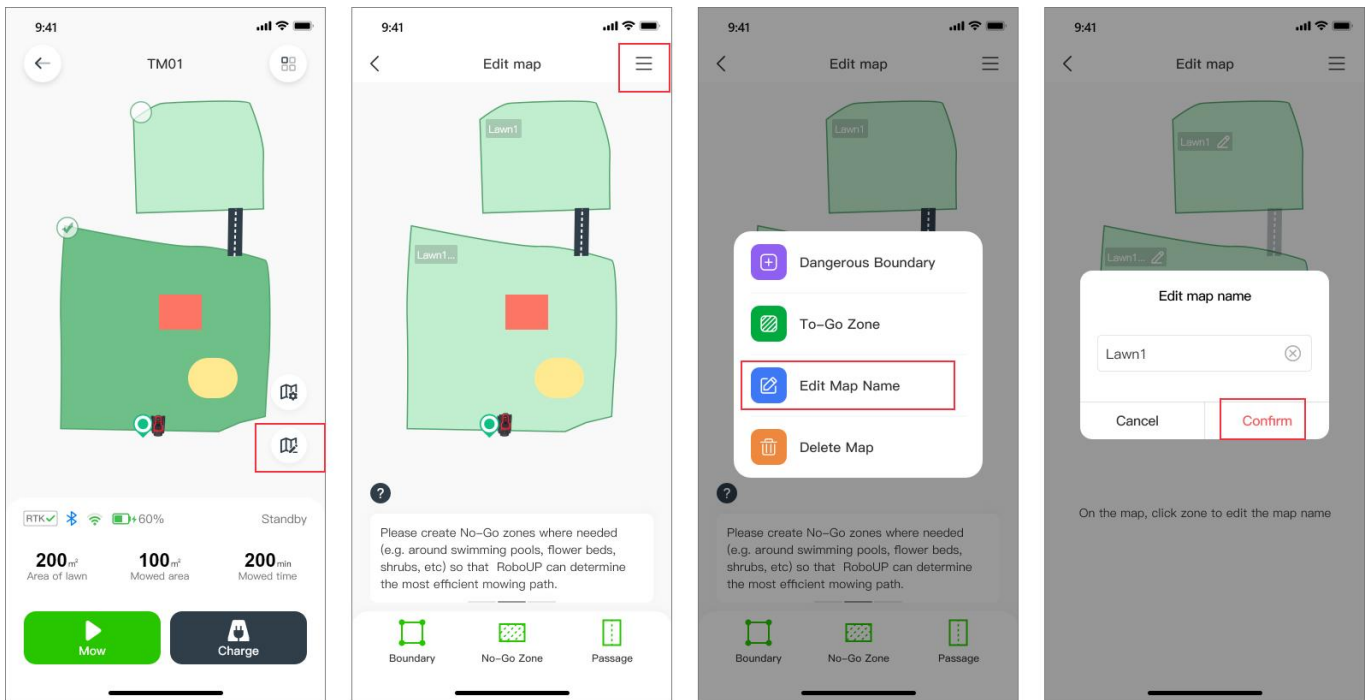 9:41
TM01
RTK
60%
Standby
200 m²
100 m²
200 min
Area of lawn
Mowed area
Mowed time
Mow
Charge
9:41
Edit map
Lawn1
Lawn1...
?
Please create No-Go zones where needed
(e.g. around swimming pools, flower beds,
shrubs, etc) so that RoboUP can determine
the most efficient mowing path.
Boundary
No-Go Zone
Passage
9:41
Edit map
Lawn1
Dangerous Boundary
To-Go Zone
Edit Map Name
Delete Map
?
Please create No-Go zones where needed
(e.g. around swimming pools, flower beds,
shrubs, etc) so that RoboUP can determine
the most efficient mowing path.
Boundary
No-Go Zone
Passage
9:41
Edit map
Lawn1
Lawn1...
Edit map name
Lawn1
Cancel
Confirm
On the map, click zone to edit the map name